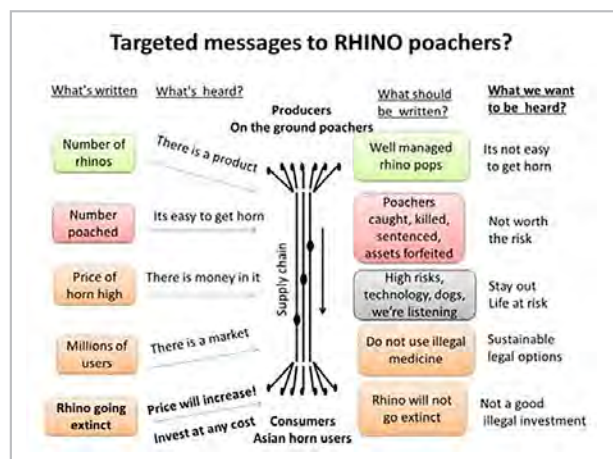 Targeted messages to RHINO poachers?
What's written
What's heard?
Producers
On the ground poachers
What should
be written?
What we want
to be heard?
Number of
rhinos
There is a product
Well managed
rhino pops
Its not easy
to get horn
Number
poached
Its easy to get horn
Poachers
caught, killed,
sentenced,
assets forfeited
Not worth
the risk
Price of
horn high
There is money in it
Supply chain
High risks,
technology, dogs,
we're listening
Stay out
Life at risk
Millions of
users
There is a market
Do not use illegal
medicine
Sustainable
legal options
Rhino going
extinct
Price will increase!
Invest at any cost
Consumers
Asian horn users
Rhino will not
go extinct
Not a good
illegal investment